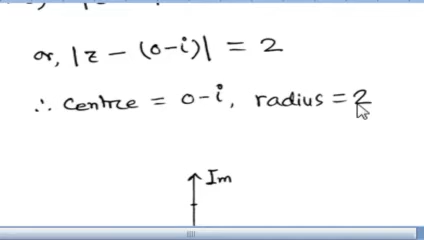 or, |z - (0-i)| = 2
∴ Centre = 0-i, radius = 2
Im